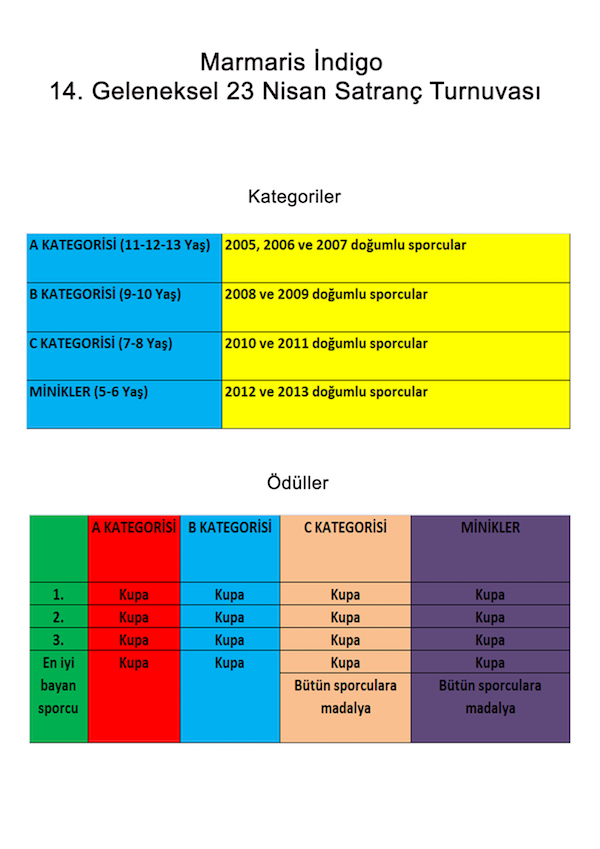 Marmaris İndigo
14. Geleneksel 23 Nisan Satranç Turnuvası
Kategoriler
A KATEGORİSİ (11-12-13 Yaş) 2005, 2006 ve 2007 doğumlu sporcular
B KATEGORİSİ (9-10 Yaş) 2008 ve 2009 doğumlu sporcular
C KATEGORİSİ (7-8 Yaş) 2010 ve 2011 doğumlu sporcular
MİNİKLER (5-6 Yaş) 2012 ve 2013 doğumlu sporcular
Ödüller
A KATEGORİSİ B KATEGORİSİ C KATEGORİSİ MİNİKLER
1. Kupa Kupa Kupa Kupa
2. Kupa Kupa Kupa Kupa
3. Kupa Kupa Kupa Kupa
En iyi Kupa Kupa Kupa Kupa
bayan Bütün sporculara Bütün sporculara
sporcu madalya madalya